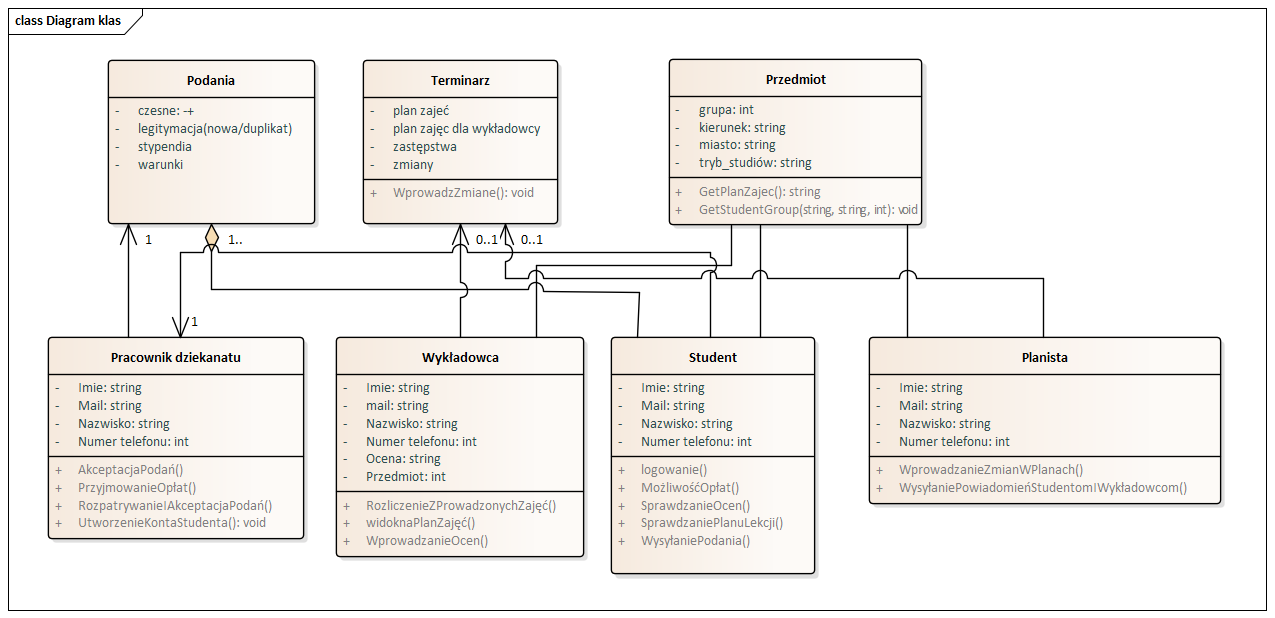 class Diagram klas
Podania
- czesne: -+
- legitymacja(nowa/duplikat)
- stypendia
- warunki
Terminarz
- plan zajeć
- plan zajęc dla wykładowcy
- zastępstwa
- zmiany
+ WprowadzZmiane(): void
Przedmiot
- grupa: int
- kierunek: string
- miasto: string
- tryb_studiów: string
+ GetPlanZajec(): string
+ GetStudentGroup(string, string, int): void
1
1..
0..1
0..1
1
Pracownik dziekanatu
- Imie: string
- Mail: string
- Nazwisko: string
- Numer telefonu: int
+ AkceptacjaPodań()
+ PrzyjmowanieOpłat()
+ RozpatrywanieIAkceptacjaPodań()
+ UtworzenieKontaStudenta(): void
Wykładowca
- Imie: string
- mail: string
- Nazwisko: string
- Numer telefonu: int
- Ocena: string
- Przedmiot: int
+ RozliczenieZProwadzonychZajęć()
+ widoknaPlanZajęć()
+ WprowadzanieOcen()
Student
- Imie: string
- Mail: string
- Nazwisko: string
- Numer telefonu: int
+ logowanie()
+ MożliwośćOpłat()
+ SprawdzanieOcen()
+ SprawdzaniePlanuLekcji()
+ WysyłaniePodania()
Planista
- Imie: string
- Mail: string
- Nazwisko: string
- Numer telefonu: int
+ WprowadzanieZmianWPlanach()
+ WysyłaniePowiadomieńStudentomIWykładowcom()